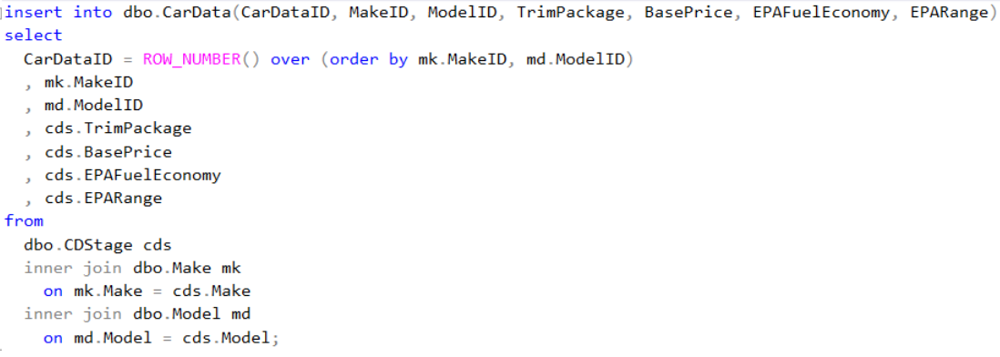 insert into dbo.CarData(CarDataID, MakeID, ModelID, TrimPackage, BasePrice, EPAFuelEconomy, EPARange)
select
  CarDataID = ROW_NUMBER() over (order by mk.MakeID, md.ModelID)
  , mk.MakeID
  , md.ModelID
  , cds.TrimPackage
  , cds.BasePrice
  , cds.EPAFuelEconomy
  , cds.EPARange
from
  dbo.CDStage cds
  inner join dbo.Make mk
    on mk.Make = cds.Make
  inner join dbo.Model md
    on md.Model = cds.Model;